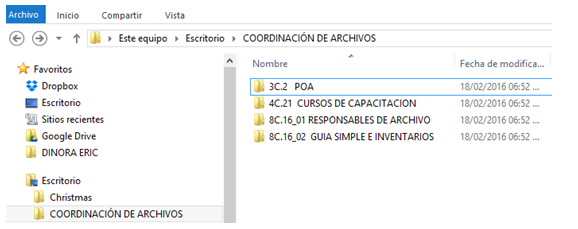 Archivo Inicio Compartir Vista
Este equipo Escritorio COORDINACIÓN DE ARCHIVOS
Favoritos
Dropbox
Escritorio
Sitios recientes
Google Drive
DINORA ERIC
Escritorio
Christmas
COORDINACIÓN DE ARCHIVOS
Nombre Fecha de modifica...
3C.2 POA 18/02/2016 06:52 ...
4C.21 CURSOS DE CAPACITACION 18/02/2016 06:52 ...
8C.16_01 RESPONSABLES DE ARCHIVO 18/02/2016 06:52 ...
8C.16_02 GUIA SIMPLE E INVENTARIOS 18/02/2016 06:52 ...